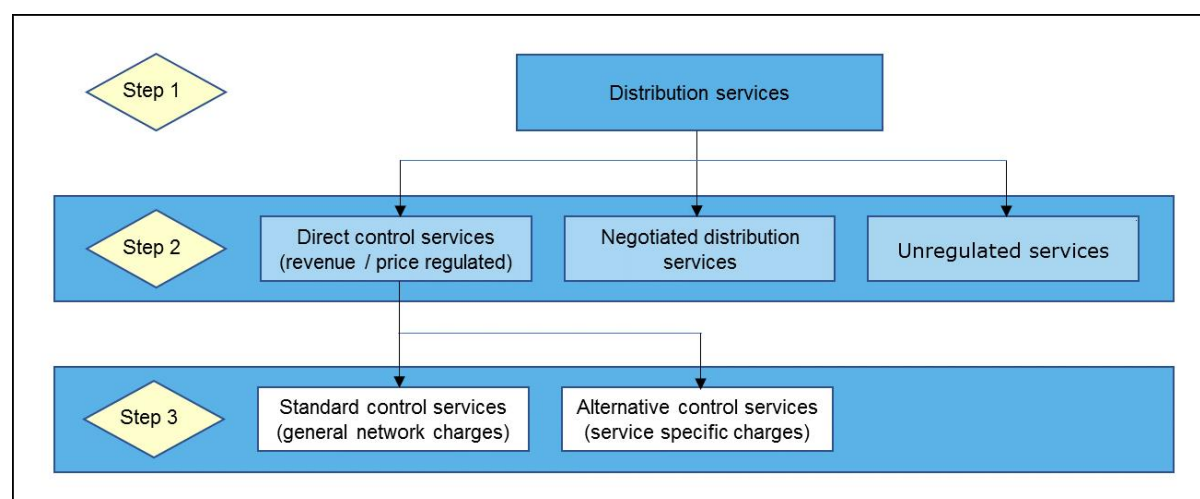 Step 1
Distribution services
Step 2
Direct control services
(revenue / price regulated)
Negotiated distribution
services
Unregulated services
Step 3
Standard control services
(general network charges)
Alternative control services
(service specific charges)